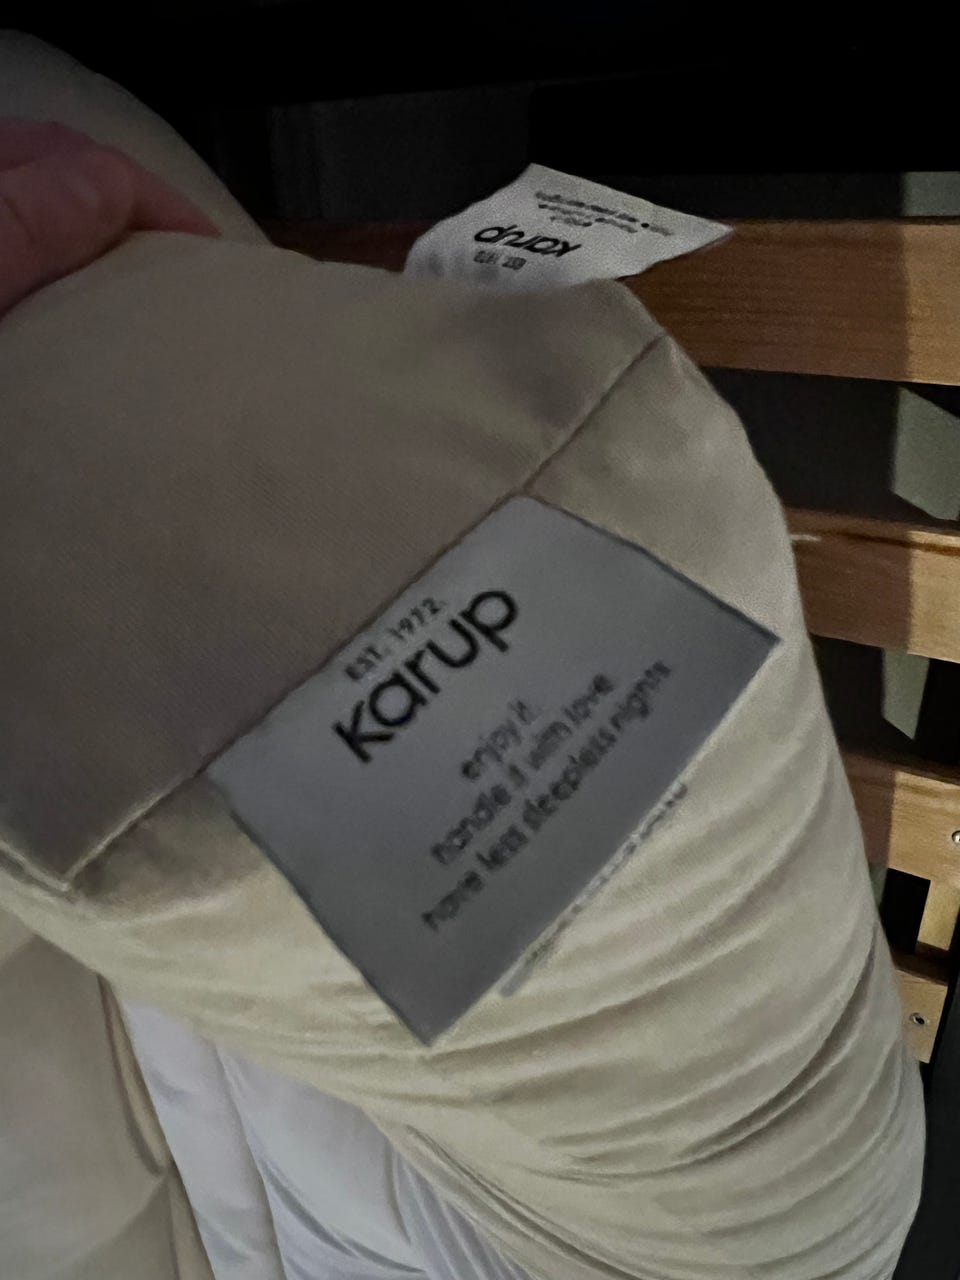 EST. 1972.
karup
enjoy it.
handle it with love
have less sleepless nights
karup